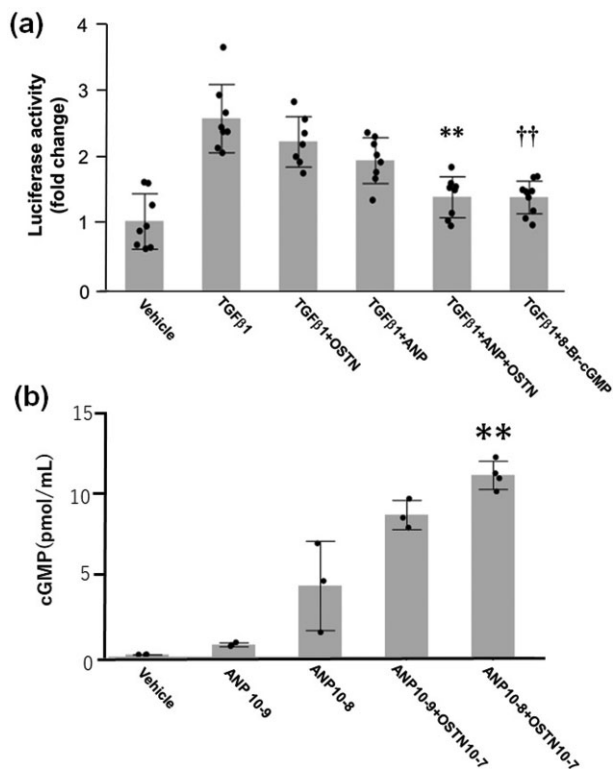 (a)
Luciferase activity
(fold change)
4
3
2
1
0
**
††
Vehicle
TGFβ1
TGFβ1+OSTN
TGFβ1+ANP
TGFβ1+ANP+OSTN
TGFβ1+8-Br-cGMP
(b)
cGMP(pmol/mL)
15
10
5
0
**
Vehicle
ANP 10-9
ANP10-8
ANP10-9+OSTN10-7
ANP10-8+OSTN10-7